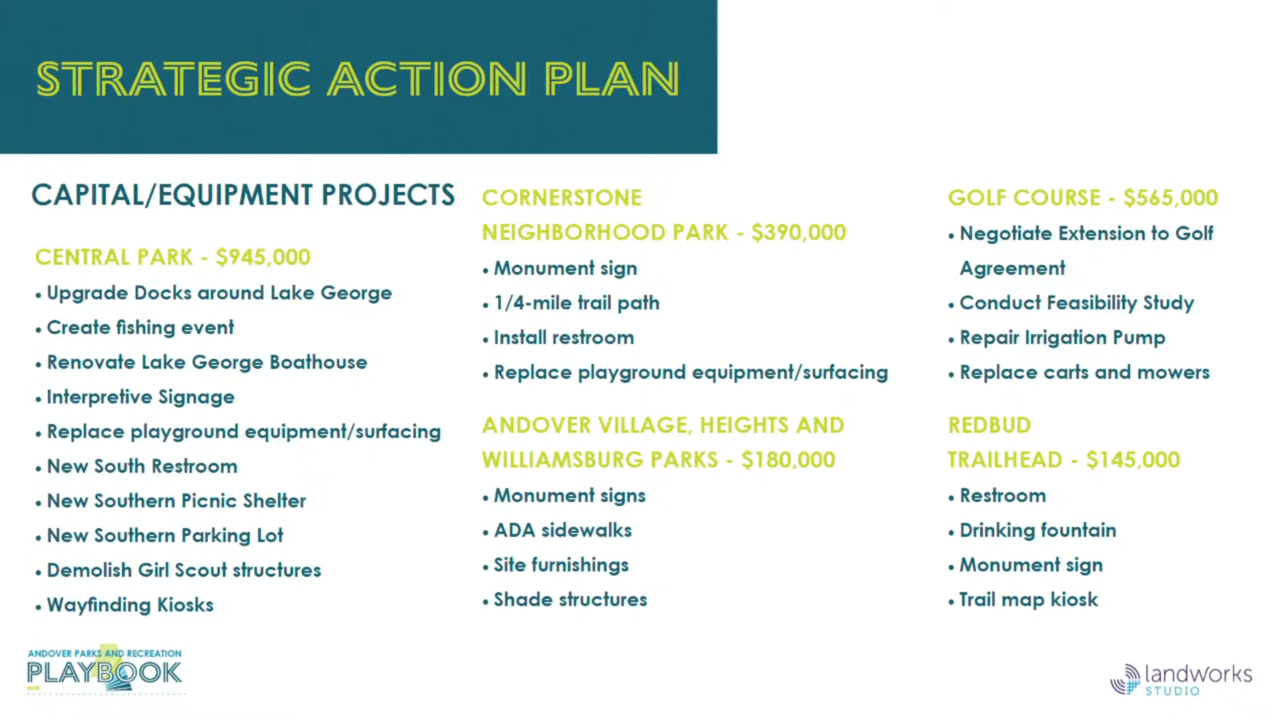 STRATEGIC ACTION PLAN
CAPITAL/EQUIPMENT PROJECTS
CENTRAL PARK - $945,000
• Upgrade Docks around Lake George
• Create fishing event
• Renovate Lake George Boathouse
• Interpretive Signage
• Replace playground equipment/surfacing
• New South Restroom
• New Southern Picnic Shelter
• New Southern Parking Lot
• Demolish Girl Scout structures
• Wayfinding Kiosks
CORNERSTONE
NEIGHBORHOOD PARK - $390,000
• Monument sign
• 1/4-mile trail path
• Install restroom
• Replace playground equipment/surfacing
ANDOVER VILLAGE, HEIGHTS AND
WILLIAMSBURG PARKS - $180,000
• Monument signs
• ADA sidewalks
• Site furnishings
• Shade structures
GOLF COURSE - $565,000
• Negotiate Extension to Golf
Agreement
• Conduct Feasibility Study
• Repair Irrigation Pump
• Replace carts and mowers
REDBUD
TRAILHEAD - $145,000
• Restroom
• Drinking fountain
• Monument sign
• Trail map kiosk
ANDOVER PARKS AND RECREATION
PLAYBOOK
landworks
STUDIO